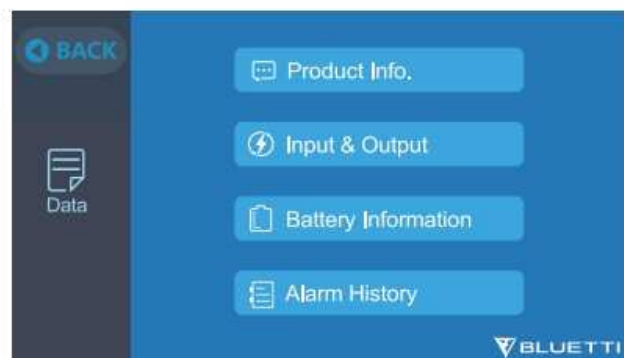 BACK
Data
Product Info.
Input & Output
Battery Information
Alarm History
BLUETTI